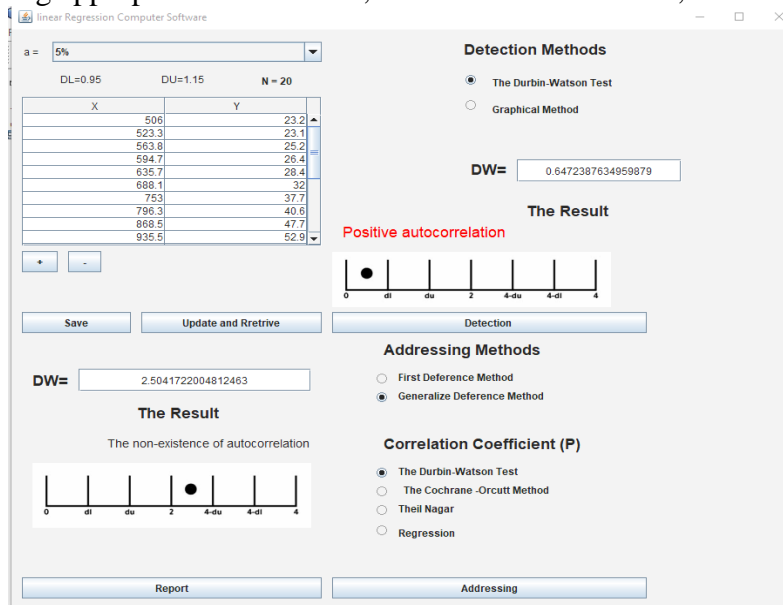 linear Regression Computer Software
a = 5%
DL=0.95 DU=1.15 N = 20
X Y
506 23.2
523.3 23.1
563.8 25.2
594.7 26.4
635.7 28.4
688.1 32
753 37.7
796.3 40.6
868.5 47.7
935.5 52.9
+ -
Save Update and Rretrive
Detection Methods
The Durbin-Watson Test
Graphical Method
DW= 0.6472387634959879
The Result
Positive autocorrelation
0 dl du 2 4-du 4-dl 4
Detection
DW= 2.5041722004812463
The Result
The non-existence of autocorrelation
0 dl du 2 4-du 4-dl 4
Report
Addressing Methods
First Deference Method
Generalize Deference Method
Correlation Coefficient (P)
The Durbin-Watson Test
The Cochrane -Orcutt Method
Theil Nagar
Regression
Addressing